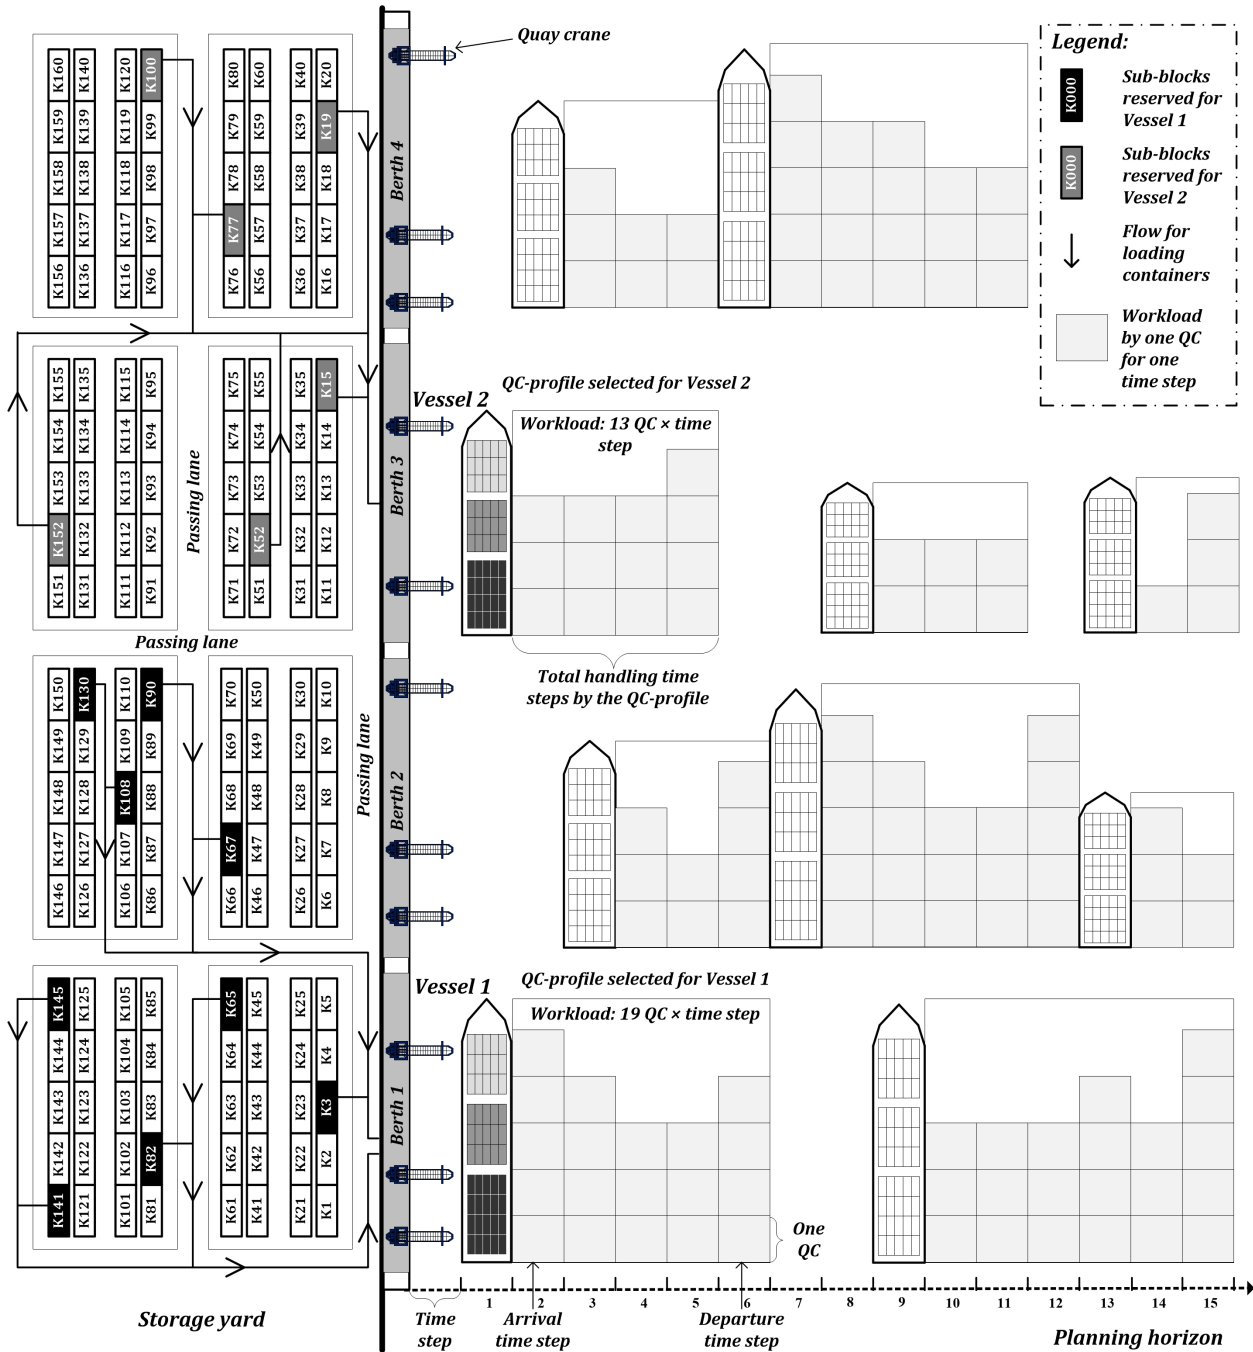 Quay crane
Legend:
K000
Sub-blocks
reserved for
Vessel 1
K000
Sub-blocks
reserved for
Vessel 2
Flow for
loading
containers
Workload
by one QC
for one
time step
K160 K140 K120 K100 K80 K60 K40 K20
K159 K139 K119 K99 K79 K59 K39 K19
K158 K138 K118 K98 K78 K58 K38 K18
K157 K137 K117 K97 K77 K57 K37 K17
K156 K136 K116 K96 K76 K56 K36 K16
Berth 4
K155 K135 K115 K95 K75 K55 K35 K15
K154 K134 K114 K94 K74 K54 K34 K14
K153 K133 K113 K93 K73 K53 K33 K13
K152 K132 K112 K92 K72 K52 K32 K12
K151 K131 K111 K91 K71 K51 K31 K11
Passing lane
Berth 3
Vessel 2
QC-profile selected for Vessel 2
Workload: 13 QC × time
step
Passing lane
Total handling time
steps by the QC-profile
K150 K130 K110 K90 K70 K50 K30 K10
K149 K129 K109 K89 K69 K49 K29 K9
K148 K128 K108 K88 K68 K48 K28 K8
K147 K127 K107 K87 K67 K47 K27 K7
K146 K126 K106 K86 K66 K46 K26 K6
Passing lane
Berth 2
Vessel 1
QC-profile selected for Vessel 1
Workload: 19 QC × time step
K145 K125 K105 K85 K65 K45 K25 K5
K144 K124 K104 K84 K64 K44 K24 K4
K143 K123 K103 K83 K63 K43 K23 K3
K142 K122 K102 K82 K62 K42 K22 K2
K141 K121 K101 K81 K61 K41 K21 K1
Berth 1
One
QC
1 2 3 4 5 6 7 8 9 10 11 12 13 14 15
Storage yard
Time
step
Arrival
time step
Departure
time step
Planning horizon